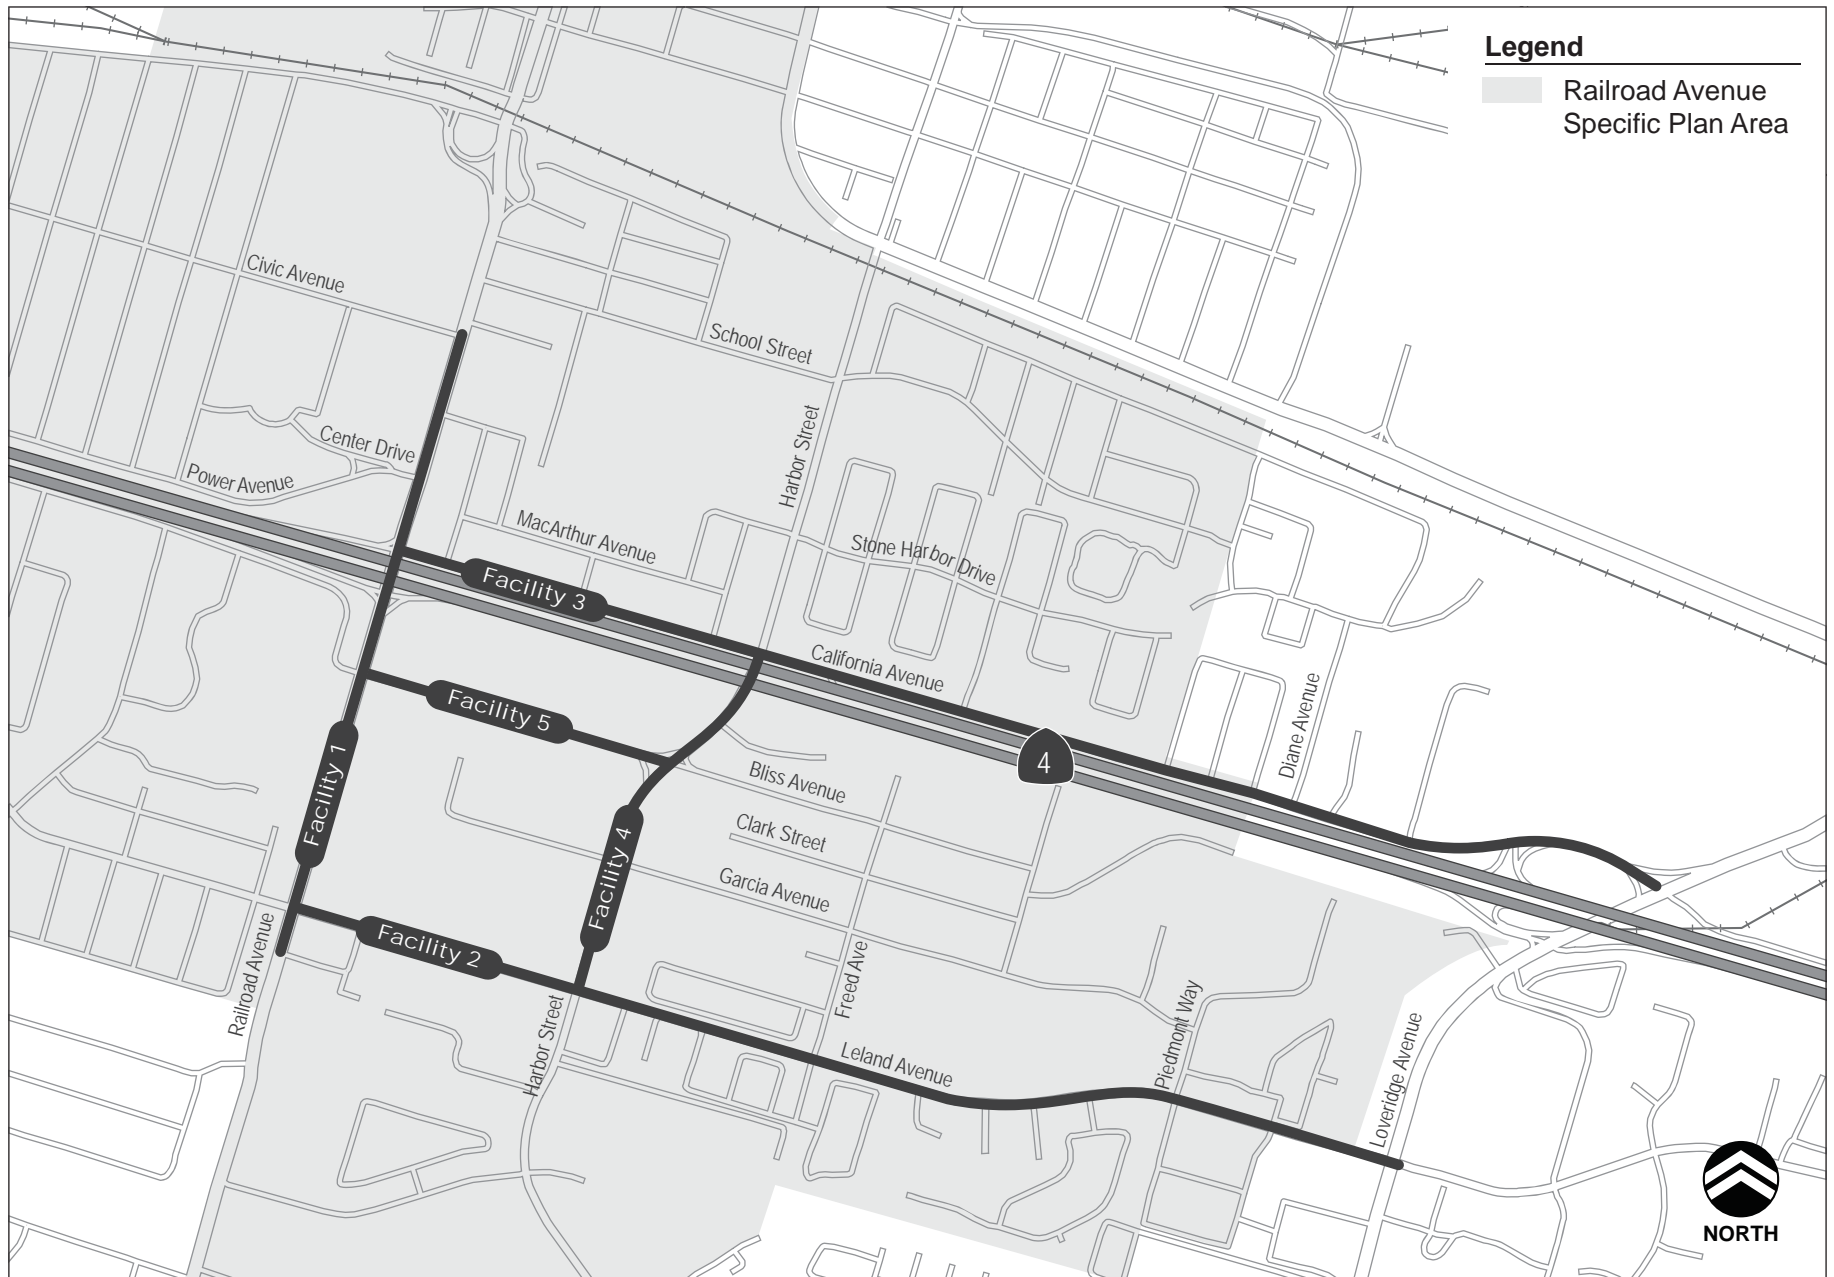 Legend
Railroad Avenue
Specific Plan Area
Civic Avenue
School Street
Center Drive
Harbor Street
Power Avenue
MacArthur Avenue
Stone Harbor Drive
Facility 3
California Avenue
Facility 5
Diane Avenue
Facility 1
4
Bliss Avenue
Clark Street
Facility 4
Garcia Avenue
Facility 2
Railroad Avenue
Freed Ave
Harbor Street
Piedmont Way
Leland Avenue
Loveridge Avenue
NORTH